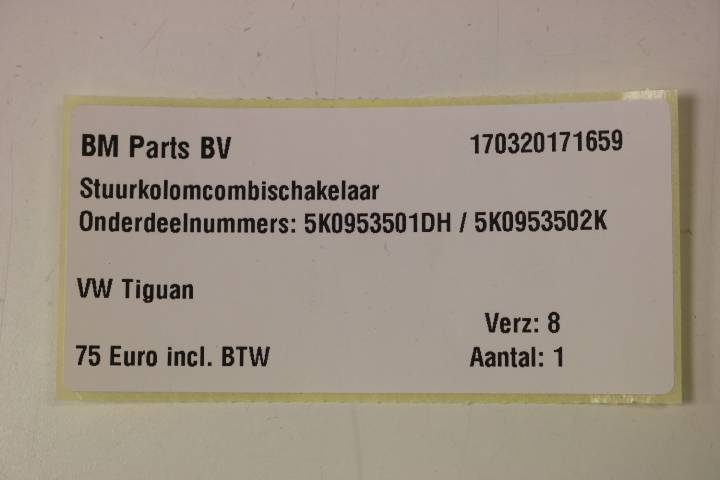 BM Parts BV 170320171659
Stuurkolomcombischakelaar
Onderdeelnummers: 5K0953501DH / 5K0953502K
VW Tiguan
Verz: 8
75 Euro incl. BTW Aantal: 1